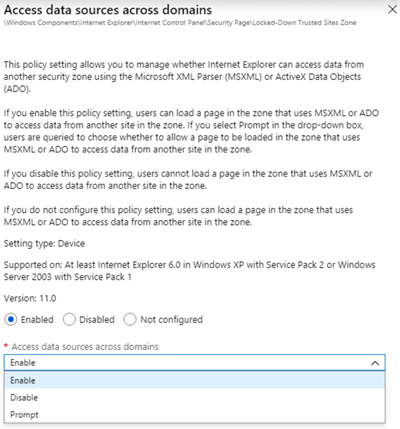 Access data sources across domains
\Windows Components\Internet Explorer\Internet Control Panel\Security Page\Locked-Down Trusted Sites Zone
This policy setting allows you to manage whether Internet Explorer can access data from
another security zone using the Microsoft XML Parser (MSXML) or ActiveX Data Objects
(ADO).
If you enable this policy setting, users can load a page in the zone that uses MSXML or ADO
to access data from another site in the zone. If you select Prompt in the drop-down box,
users are queried to choose whether to allow a page to be loaded in the zone that uses
MSXML or ADO to access data from another site in the zone.
If you disable this policy setting, users cannot load a page in the zone that uses MSXML or
ADO to access data from another site in the zone.
If you do not configure this policy setting, users can load a page in the zone that uses
MSXML or ADO to access data from another site in the zone.
Setting type: Device
Supported on: At least Internet Explorer 6.0 in Windows XP with Service Pack 2 or Windows
Server 2003 with Service Pack 1
Version: 11.0
Enabled Disabled Not configured
* Access data sources across domains
Enable
Enable
Disable
Prompt